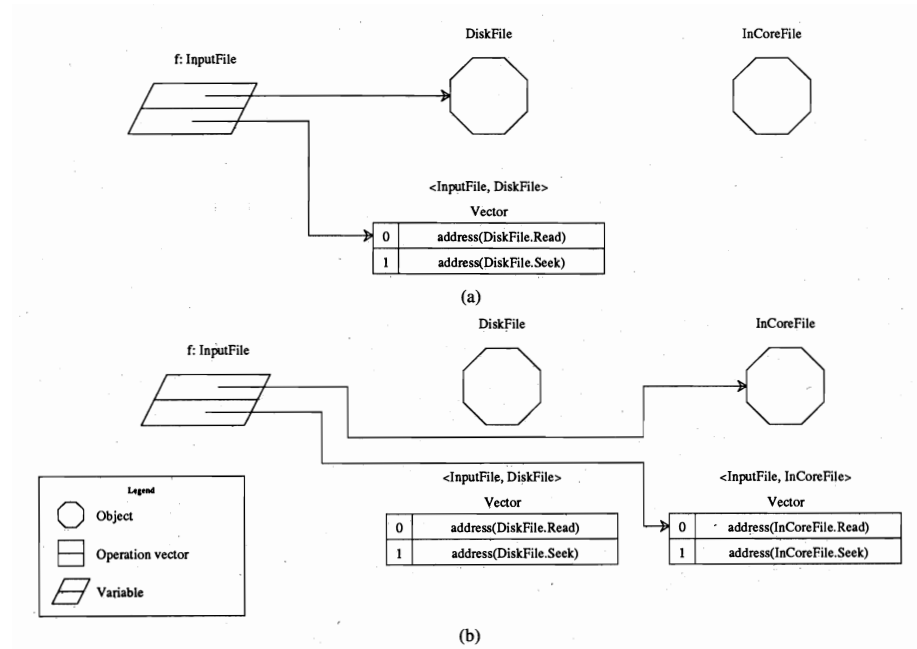 DiskFile
InCoreFile
f: InputFile
<InputFile, DiskFile>
Vector
0 address(DiskFile.Read)
1 address(DiskFile.Seek)
(a)
DiskFile
InCoreFile
f: InputFile
<InputFile, DiskFile>
<InputFile, InCoreFile>
Vector
Vector
0 address(DiskFile.Read)
0 address(InCoreFile.Read)
1 address(DiskFile.Seek)
1 address(InCoreFile.Seek)
Legend
Object
Operation vector
Variable
(b)